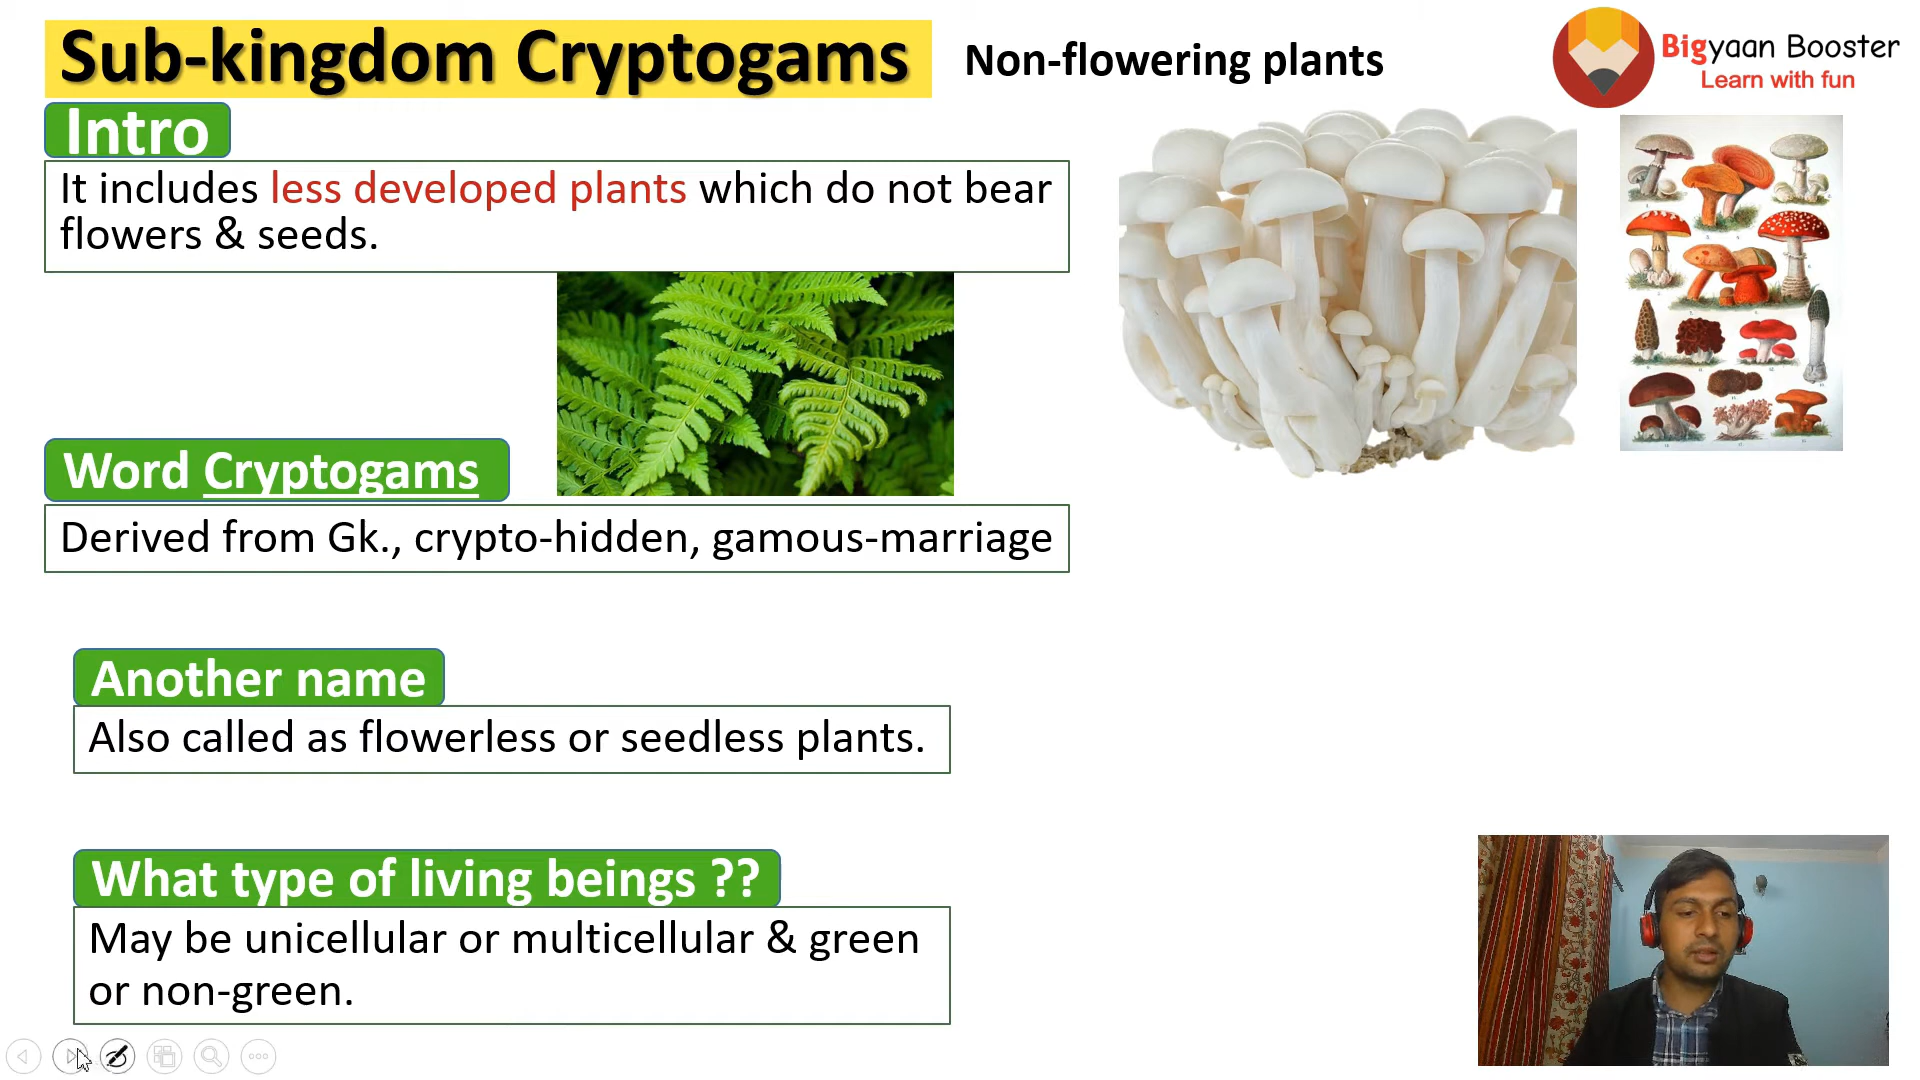 Sub-kingdom Cryptogams
Non-flowering plants
Bigyaan Booster
Learn with fun
Intro
It includes less developed plants which do not bear
flowers & seeds.
Word Cryptogams
Derived from Gk., crypto-hidden, gamous-marriage
Another name
Also called as flowerless or seedless plants.
What type of living beings ??
May be unicellular or multicellular & green
or non-green.